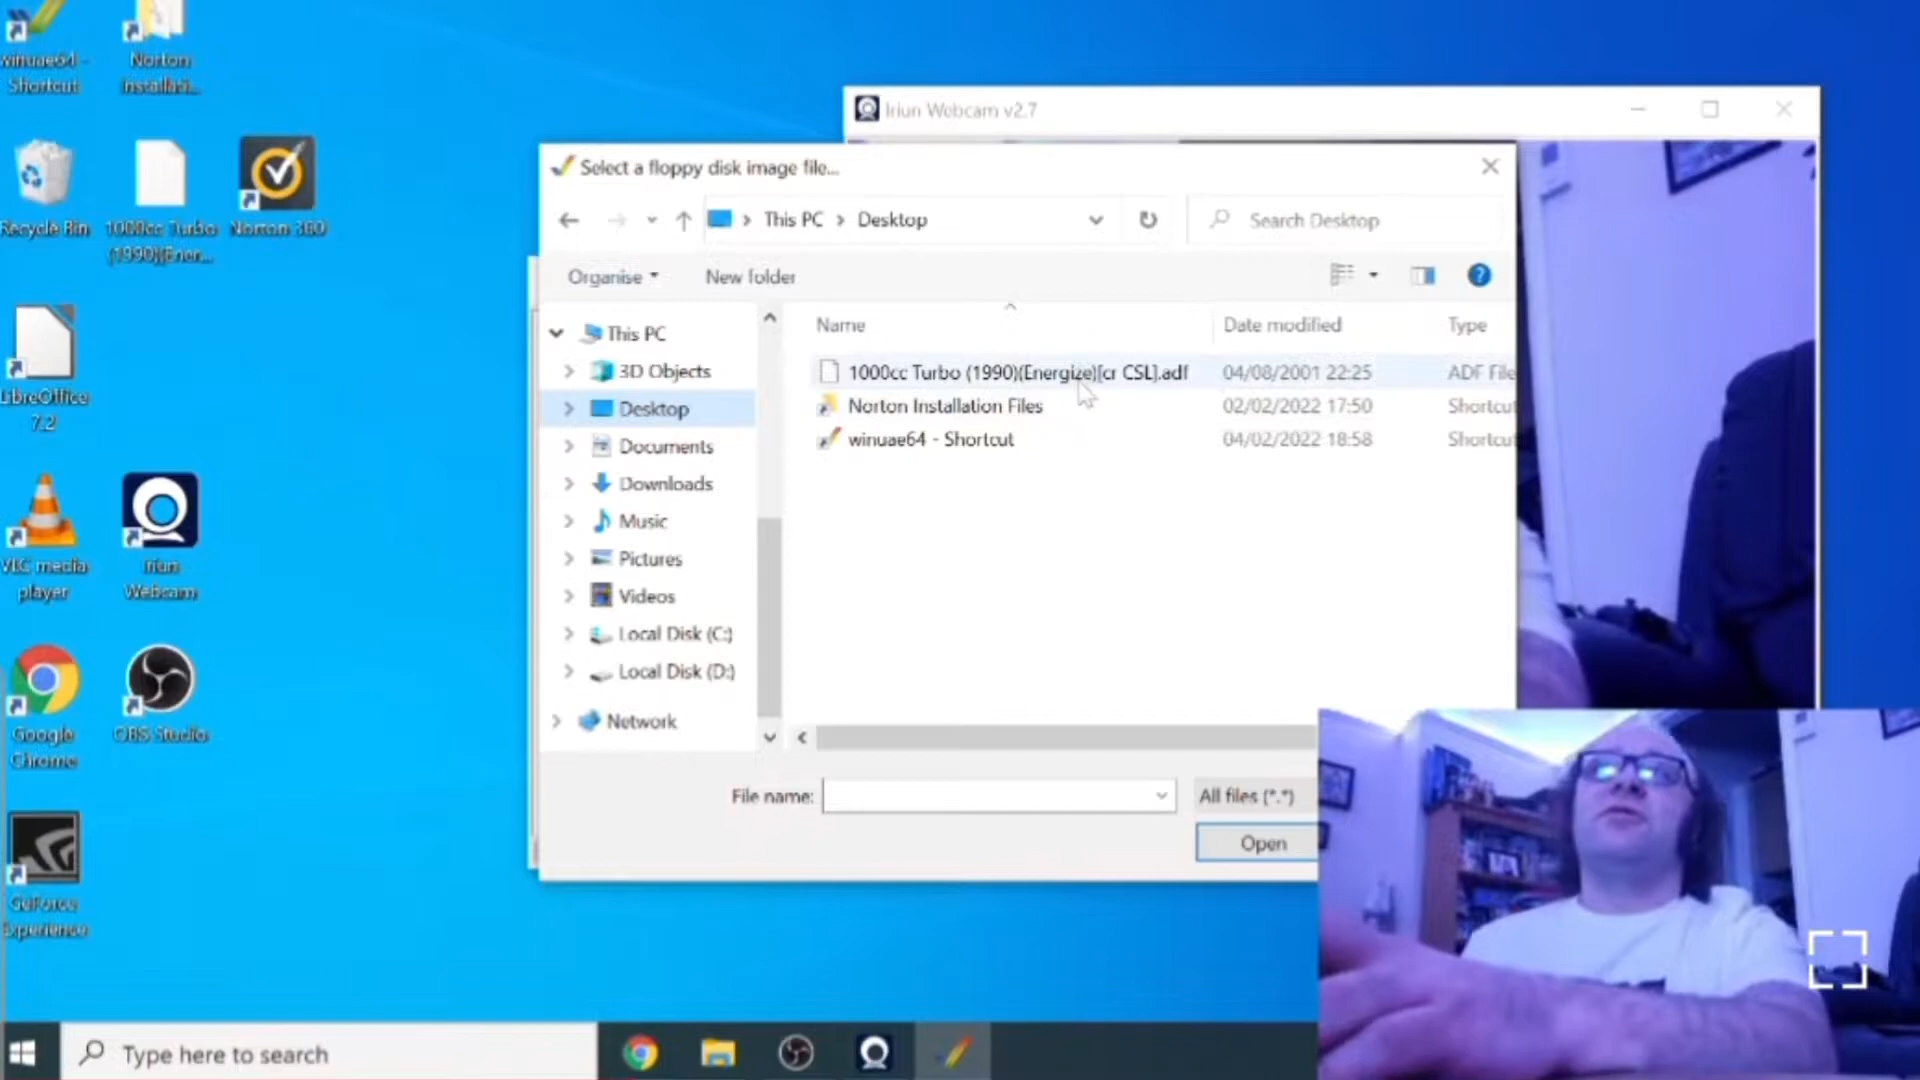 winuae64 -
Shortcut
Norton
Installati...
Recycle Bin
1000cc Turbo
(1990)(Ener...
Norton 360
LibreOffice
7.2
VLC media
player
Iriun
Webcam
Google
Chrome
OBS Studio
GeForce
Experience
Iriun Webcam v2.7
Select a floppy disk image file...
This PC
Desktop
Search Desktop
Organise
New folder
This PC
3D Objects
Desktop
Documents
Downloads
Music
Pictures
Videos
Local Disk (C:)
Local Disk (D:)
Network
Name
Date modified
Type
1000cc Turbo (1990)(Energize)[cr CSL].adf
04/08/2001 22:25
ADF File
Norton Installation Files
02/02/2022 17:50
Shortcut
winuae64 - Shortcut
04/02/2022 18:58
Shortcut
File name:
All files (*.*)
Open
Type here to search